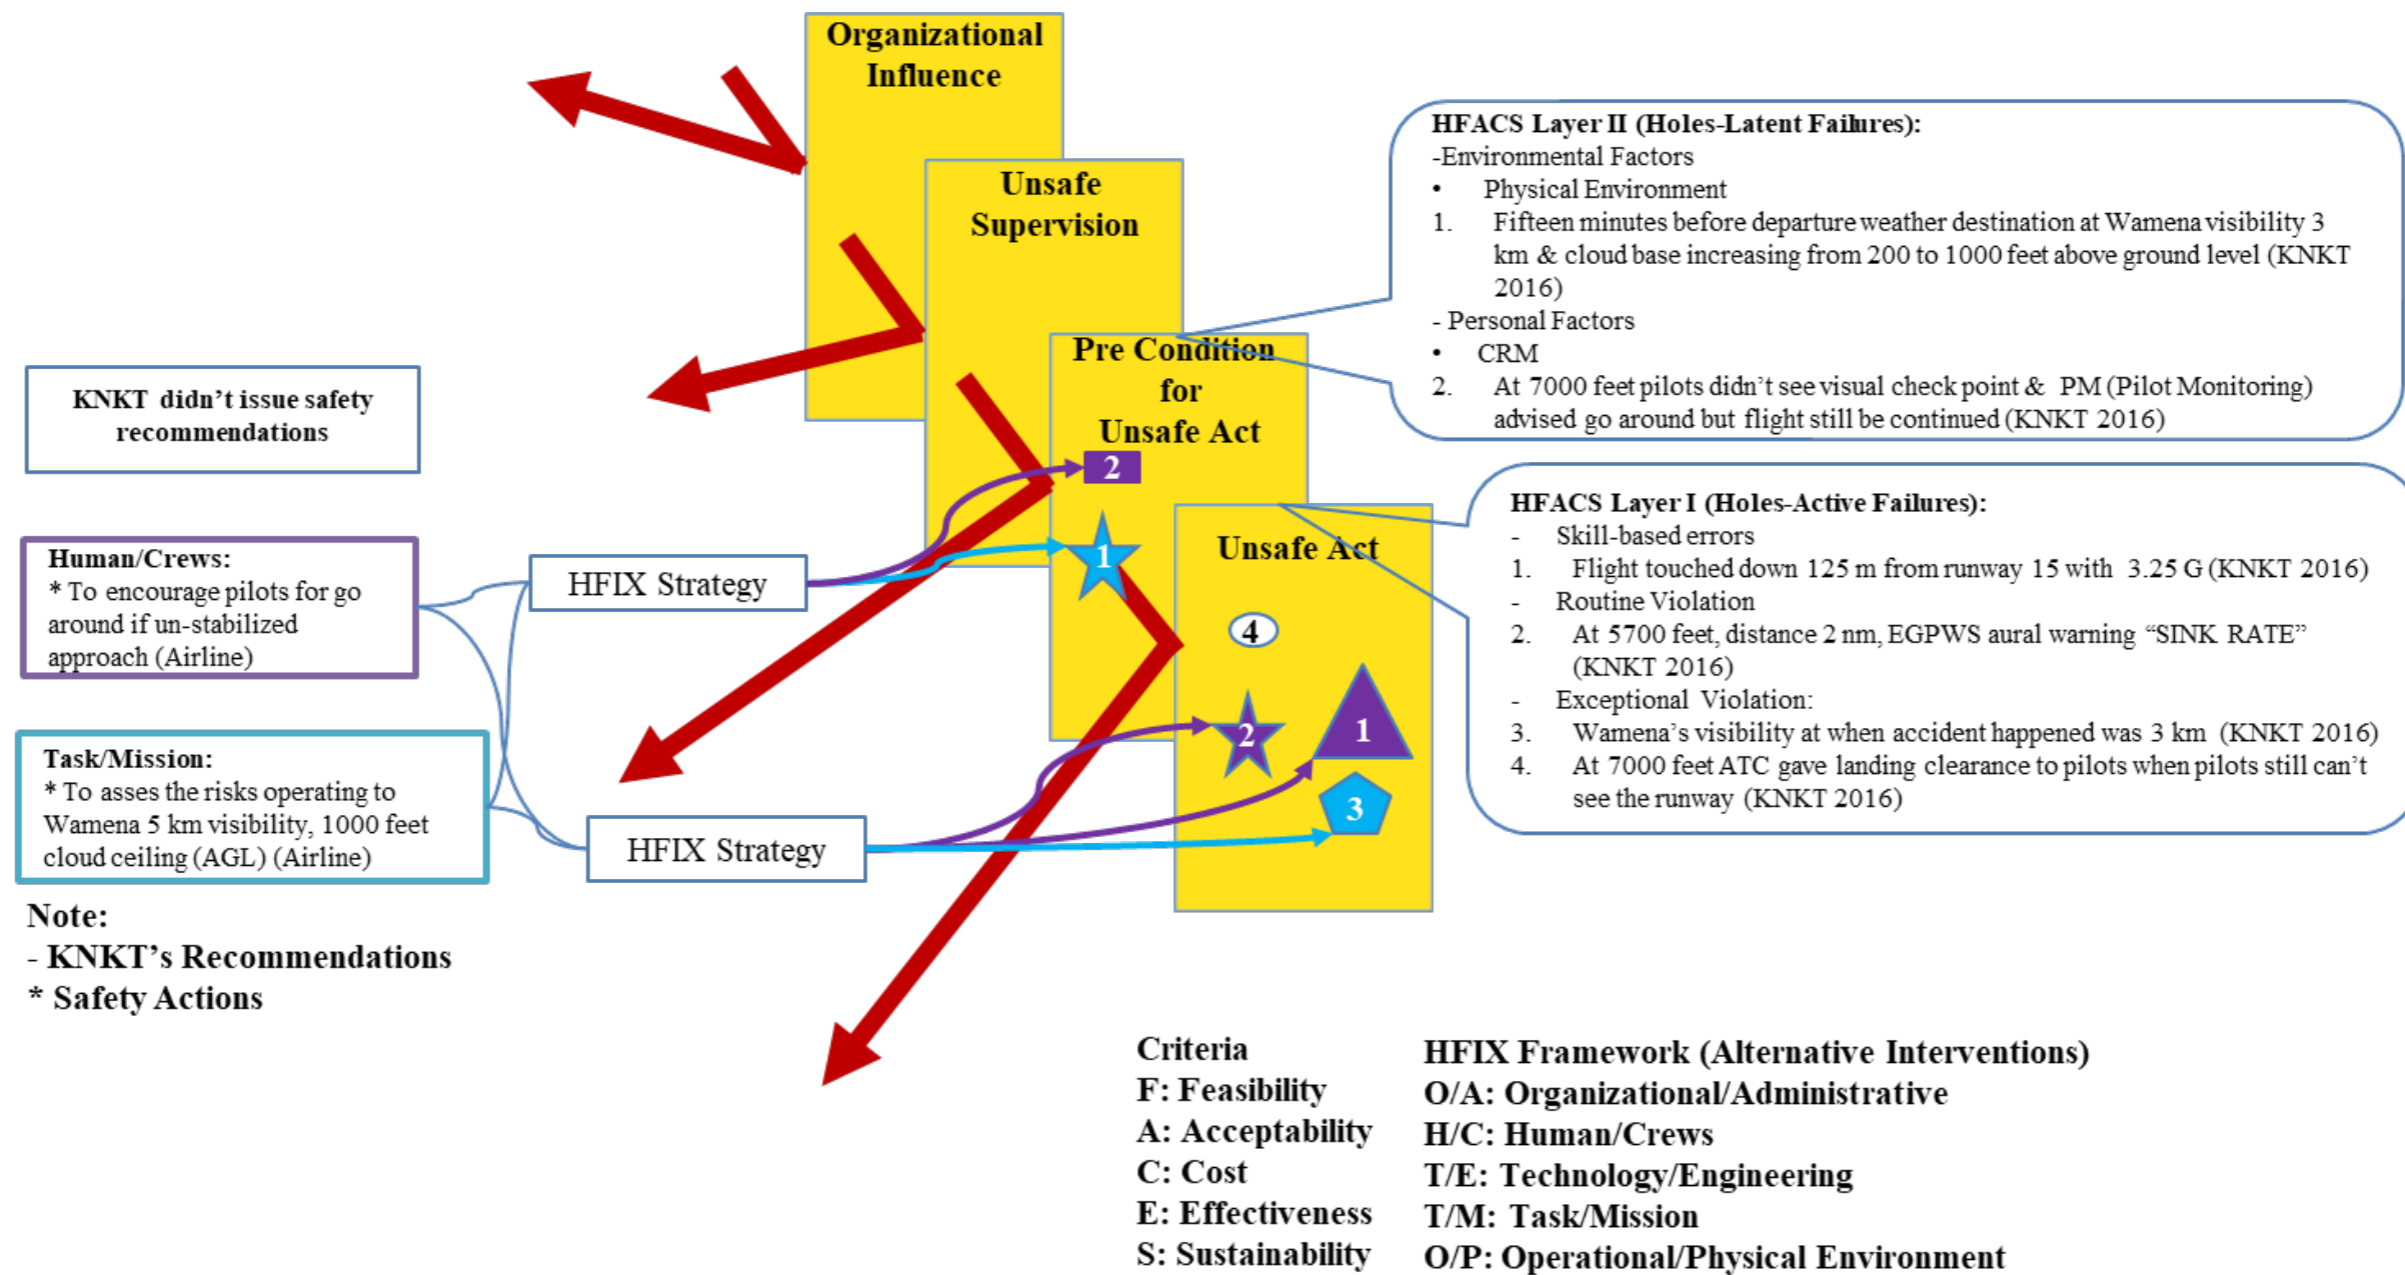 Organizational
Influence
Unsafe
Supervision
Pre Condition
for
Unsafe Act
2
1
Unsafe Act
4
2
1
3
HFACS Layer II (Holes-Latent Failures):
-Environmental Factors
• Physical Environment
1. Fifteen minutes before departure weather destination at Wamena visibility 3
km & cloud base increasing from 200 to 1000 feet above ground level (KNKT
2016)
- Personal Factors
• CRM
2. At 7000 feet pilots didn't see visual check point & PM (Pilot Monitoring)
advised go around but flight still be continued (KNKT 2016)
HFACS Layer I (Holes-Active Failures):
- Skill-based errors
1. Flight touched down 125 m from runway 15 with 3.25 G (KNKT 2016)
- Routine Violation
2. At 5700 feet, distance 2 nm, EGPWS aural warning “SINK RATE”
(KNKT 2016)
- Exceptional Violation:
3. Wamena's visibility at when accident happened was 3 km (KNKT 2016)
4. At 7000 feet ATC gave landing clearance to pilots when pilots still can't
see the runway (KNKT 2016)
KNKT didn't issue safety
recommendations
Human/Crews:
* To encourage pilots for go
around if un-stabilized
approach (Airline)
HFIX Strategy
Task/Mission:
* To asses the risks operating to
Wamena 5 km visibility, 1000 feet
cloud ceiling (AGL) (Airline)
HFIX Strategy
Note:
- KNKT's Recommendations
* Safety Actions
Criteria
F: Feasibility
A: Acceptability
C: Cost
E: Effectiveness
S: Sustainability
HFIX Framework (Alternative Interventions)
O/A: Organizational/Administrative
H/C: Human/Crews
T/E: Technology/Engineering
T/M: Task/Mission
O/P: Operational/Physical Environment